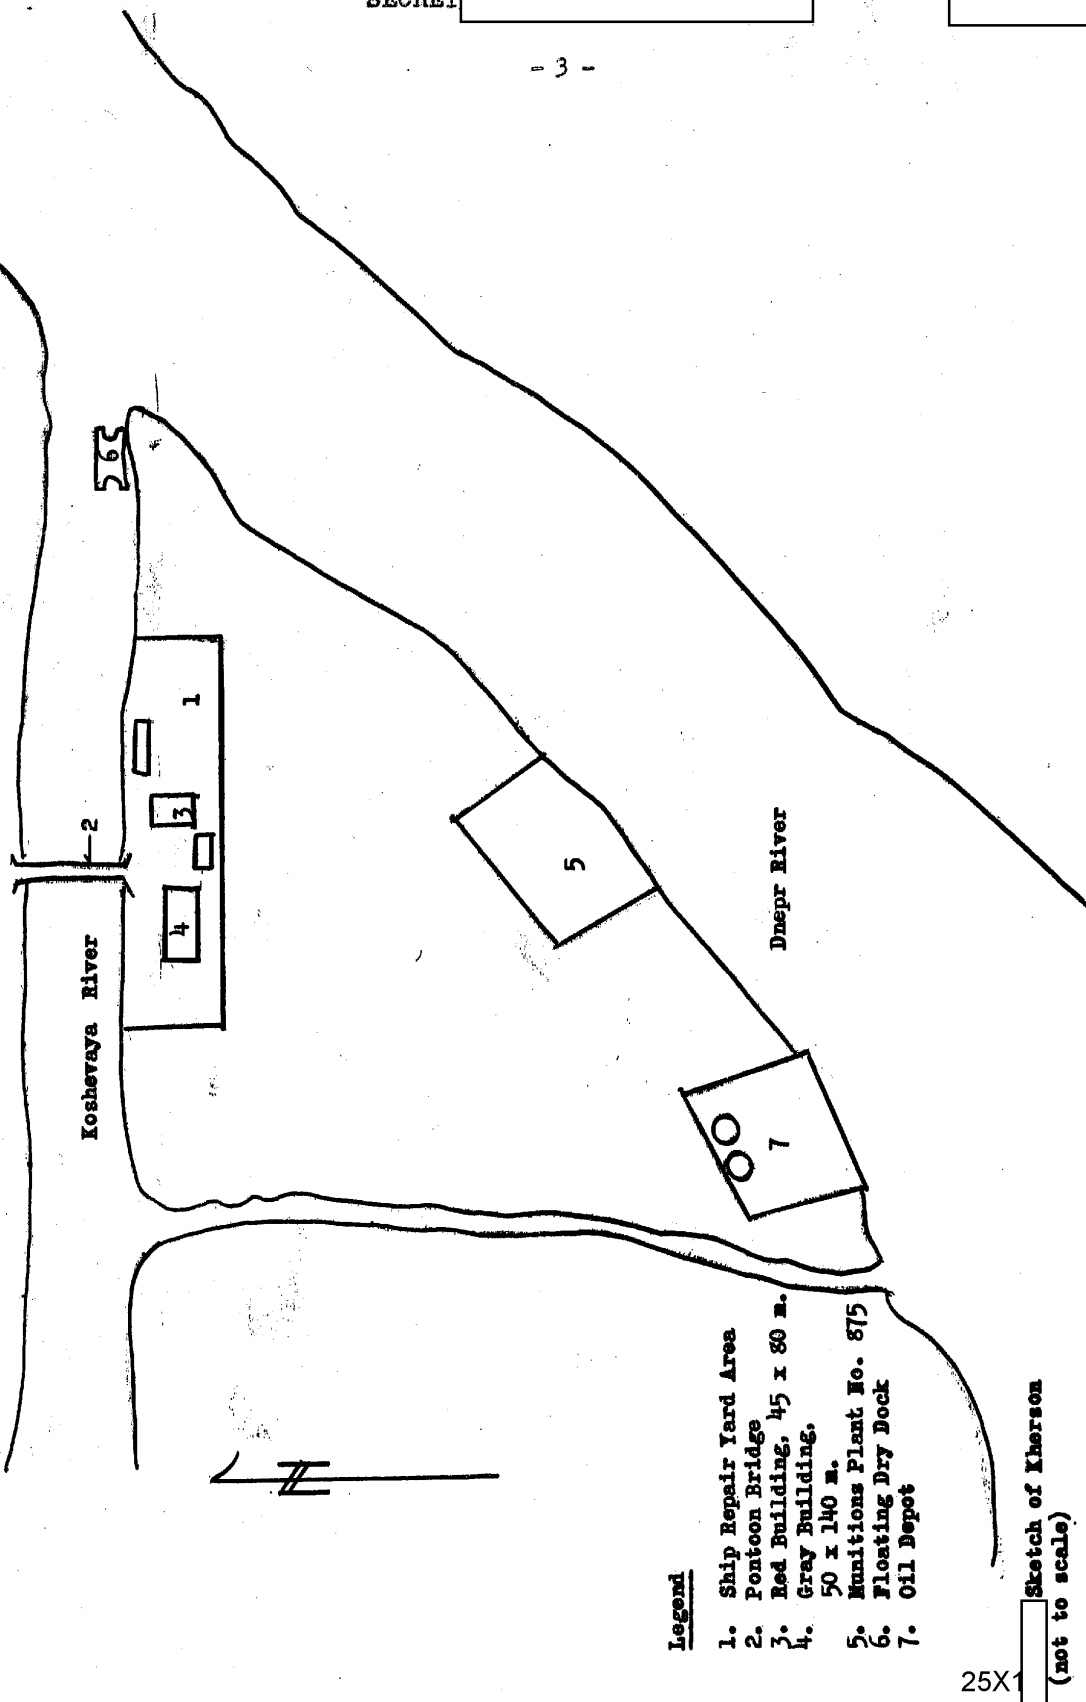 SECRET
- 3 -
Koshevaya River
2
1
3
4
5
6
7
Dnepr River
Legend
1. Ship Repair Yard Area
2. Pontoon Bridge
3. Red Building, 45 x 80 m.
4. Gray Building,
50 x 140 m.
5. Munitions Plant No. 875
6. Floating Dry Dock
7. Oil Depot
Sketch of Kherson
(not to scale)
25X1